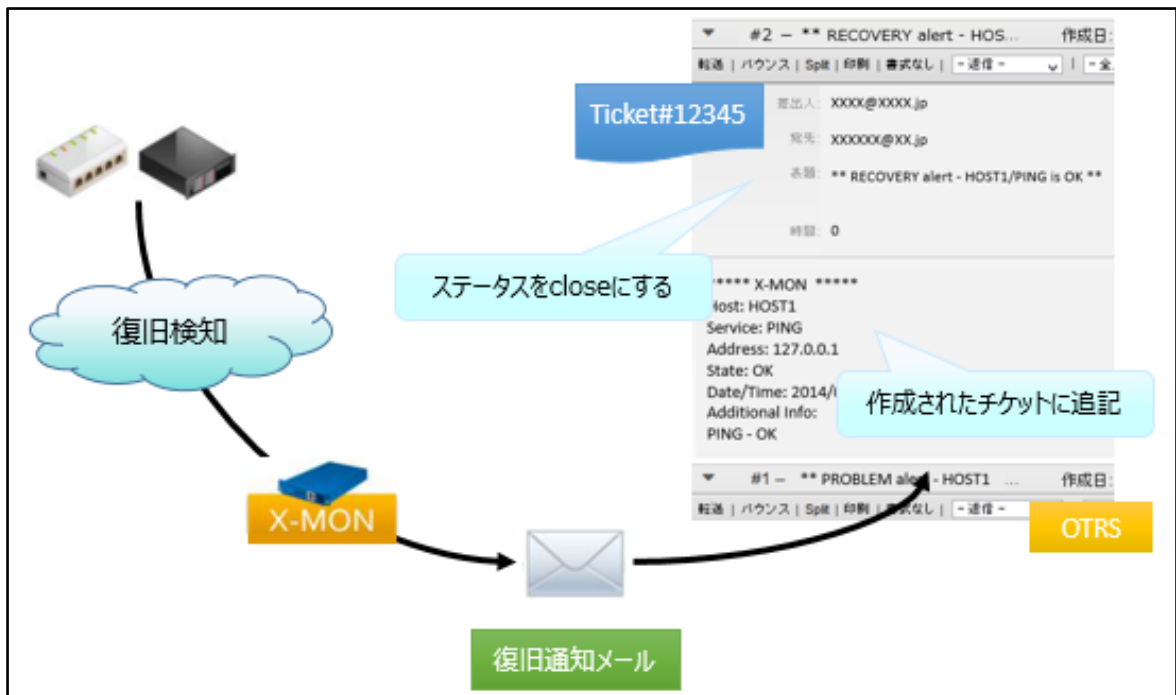 #2 – ** RECOVERY alert - HOS... 作成日:
転送 | バウンス | Split | 印刷 | 書式なし | - 返信 - | - 全
Ticket#12345
差出人: XXXX@XXXX.jp
宛先: XXXXXX@XX.jp
表題: ** RECOVERY alert - HOST1/PING is OK **
時間: 0
ステータスをcloseにする
***** X-MON *****
Host: HOST1
Service: PING
Address: 127.0.0.1
State: OK
Date/Time: 2014/
Additional Info:
PING - OK
作成されたチケットに追記
復旧検知
#1 – ** PROBLEM alert - HOST1 ... 作成日:
転送 | バウンス | Split | 印刷 | 書式なし | - 返信 -
X-MON
OTRS
復旧通知メール